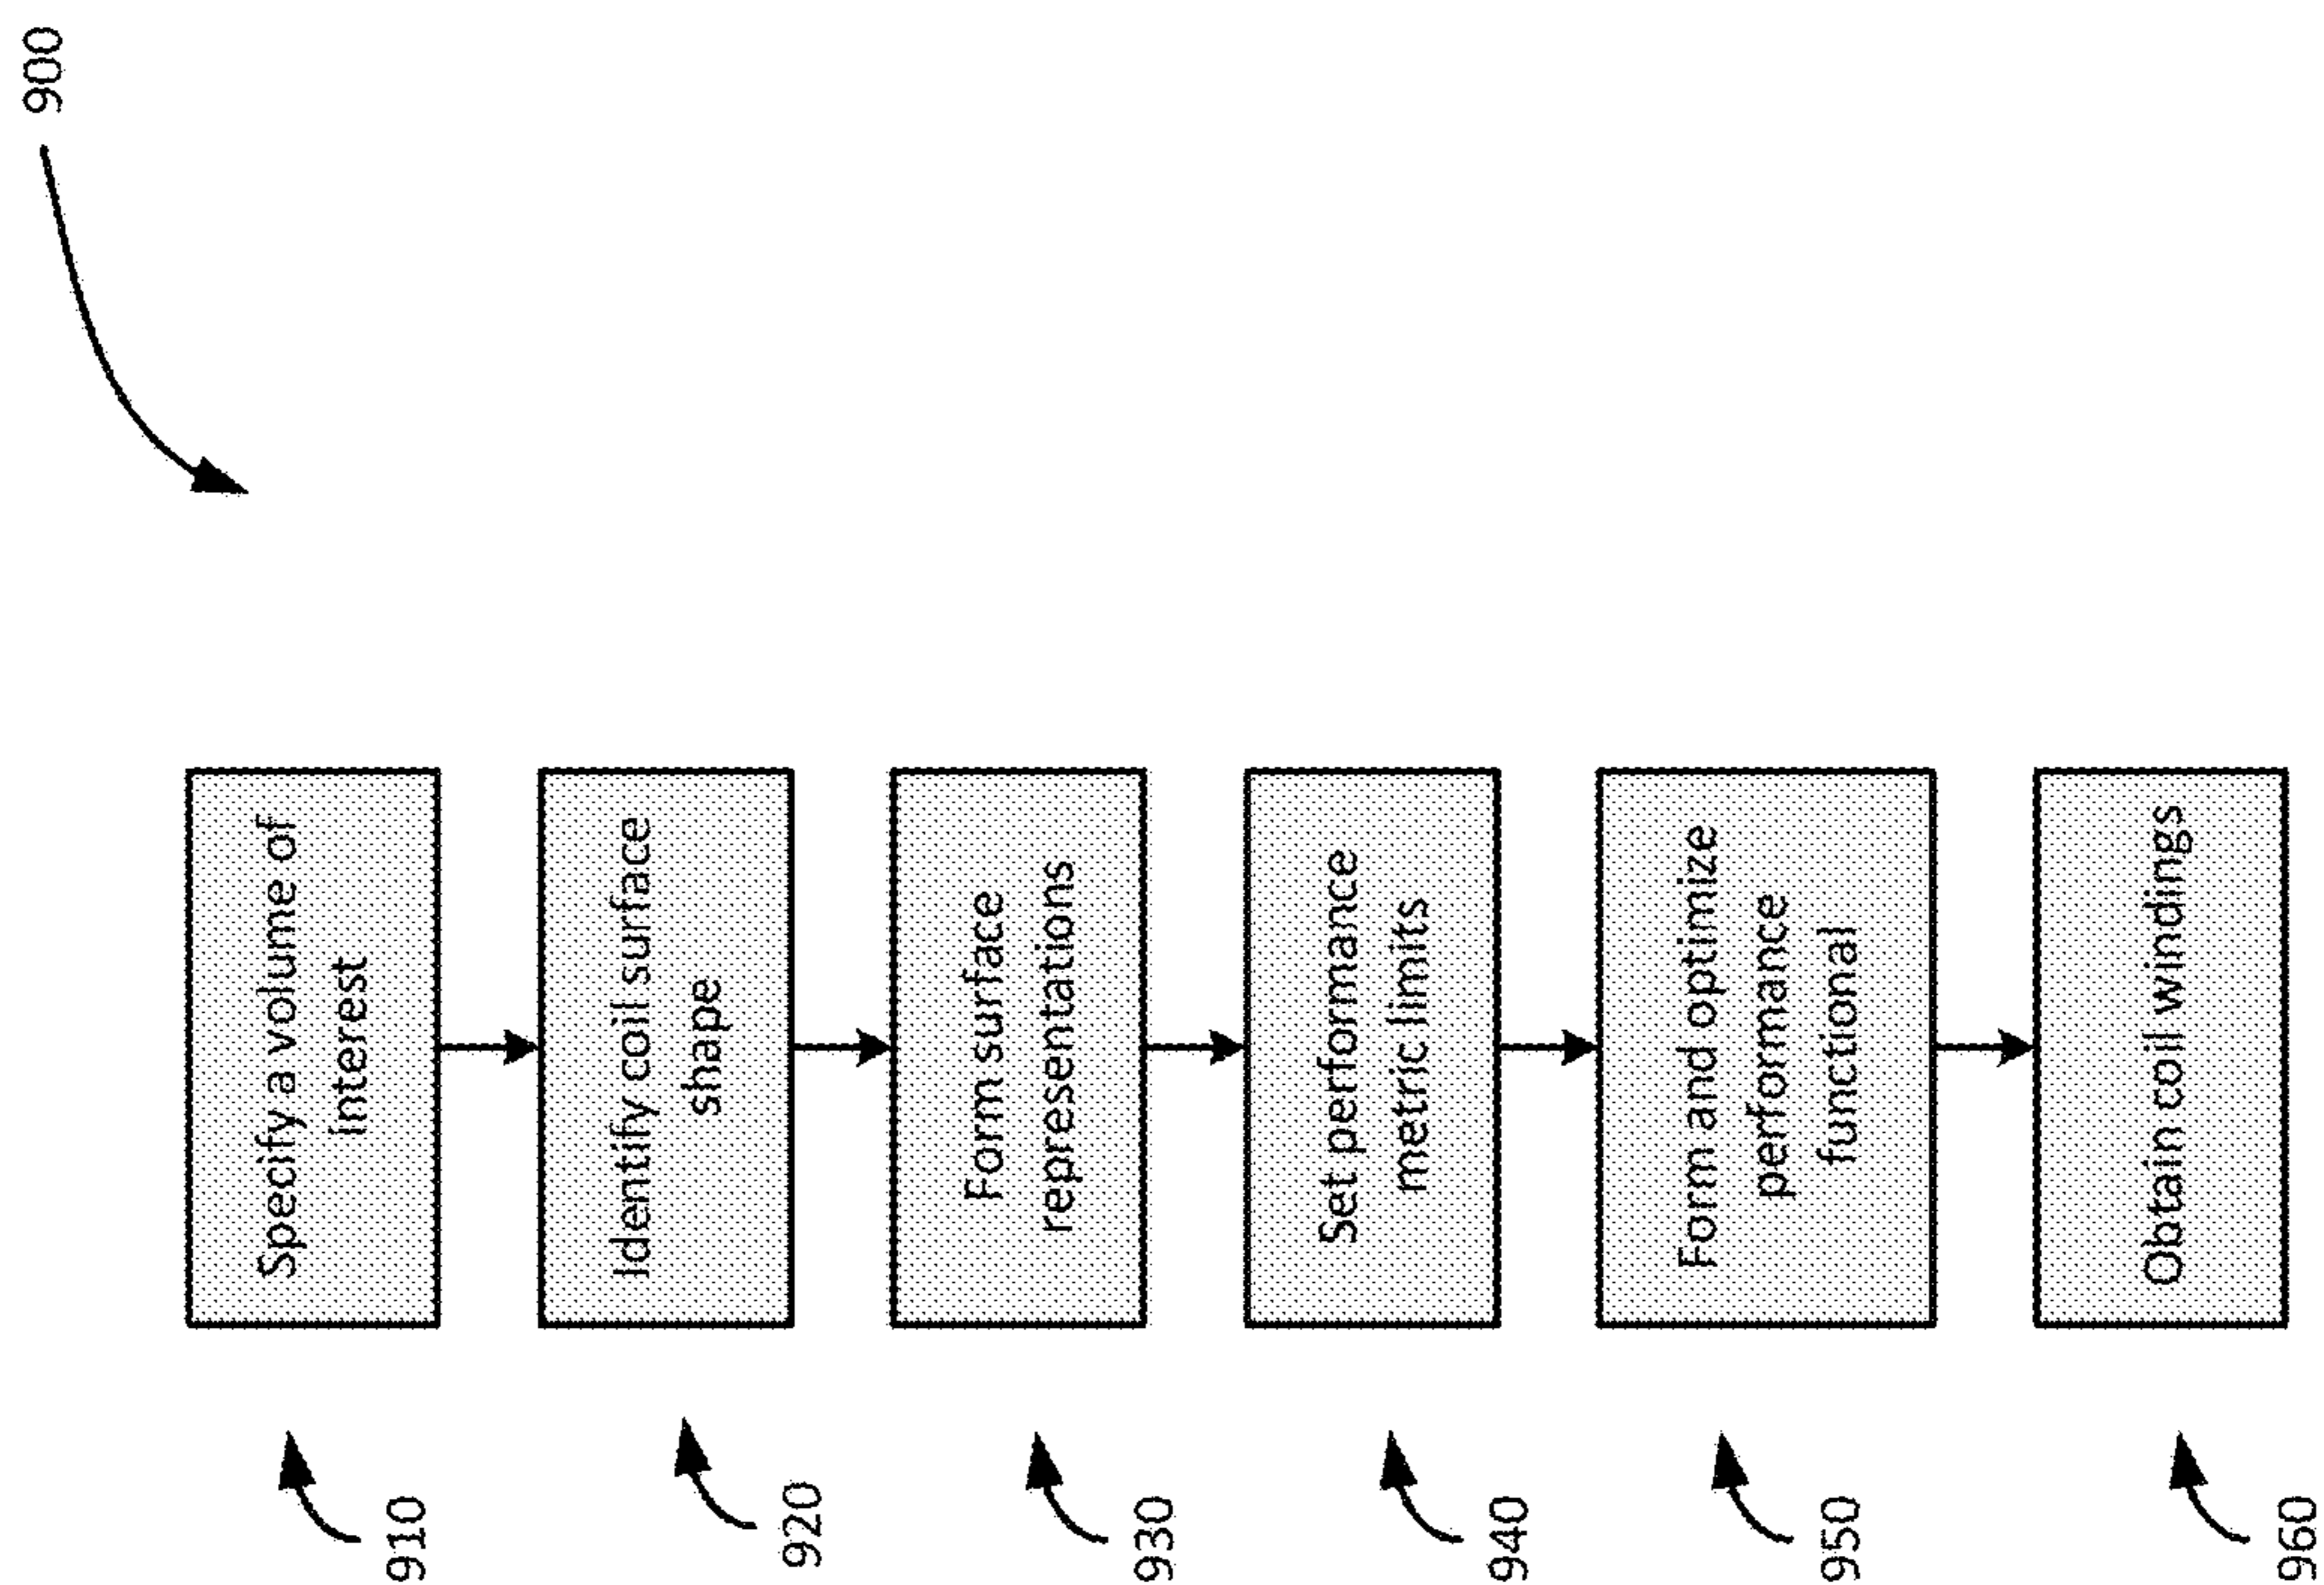 900
910
Specify a volume of
interest
920
Identify coil surface
shape
930
Form surface
representations
940
Set performance
metric limits
950
Form and optimize
performance
functional
960
Obtain coil windings